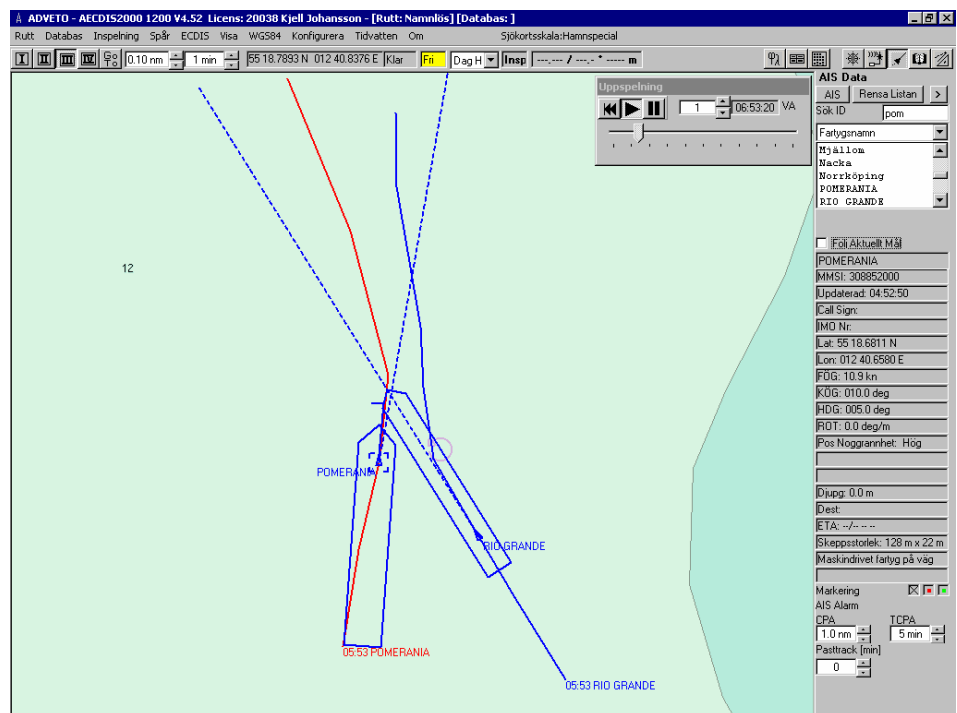 ADVETO - AECDIS2000 1200 V4.52 Licens: 20038 Kjell Johansson - [Rutt: Namnlös] [Databas: ]
Rutt Databas Inspelning Spår ECDIS Visa WGS84 Konfigurera Tidvatten Om Sjökortsskala:Hamnspecial
I II III IV 0.10 nm 1 min 55 18.7893 N 012 40.8376 E Klar Fri Dag H Insp ---.--- / ---.- ° ----- m
Uppspelning
1 06:53:20 VA
12
POMERANIA
RIO GRANDE
05:53 POMERANIA
05:53 RIO GRANDE
AIS Data
AIS Rensa Listan >
Sök ID pom
Fartygsnamn
Mjällom
Nacka
Norrköping
POMERANIA
RIO GRANDE
Följ Aktuellt Mål
POMERANIA
MMSI: 308852000
Updaterad: 04:52:50
Call Sign:
IMO Nr:
Lat: 55 18.6811 N
Lon: 012 40.6580 E
FÖG: 10.9 kn
KÖG: 010.0 deg
HDG: 005.0 deg
ROT: 0.0 deg/m
Pos Noggrannhet: Hög
Djupg: 0.0 m
Dest:
ETA: --/-- -- --
Skeppsstorlek: 128 m x 22 m
Maskindrivet fartyg på väg
Markering
AIS Alarm
CPA TCPA
1.0 nm 5 min
Pasttrack [min]
0